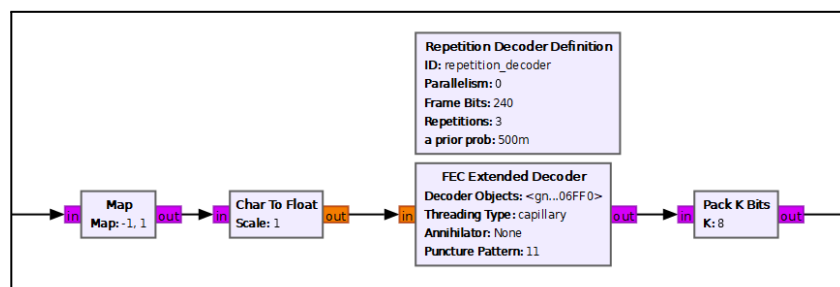 Repetition Decoder Definition
ID: repetition_decoder
Parallelism: 0
Frame Bits: 240
Repetitions: 3
a prior prob: 500m
in
Map
Map: -1, 1
out
in
Char To Float
Scale: 1
out
in
FEC Extended Decoder
Decoder Objects: <gn...06FF0>
Threading Type: capillary
Annihilator: None
Puncture Pattern: 11
out
in
Pack K Bits
K: 8
out